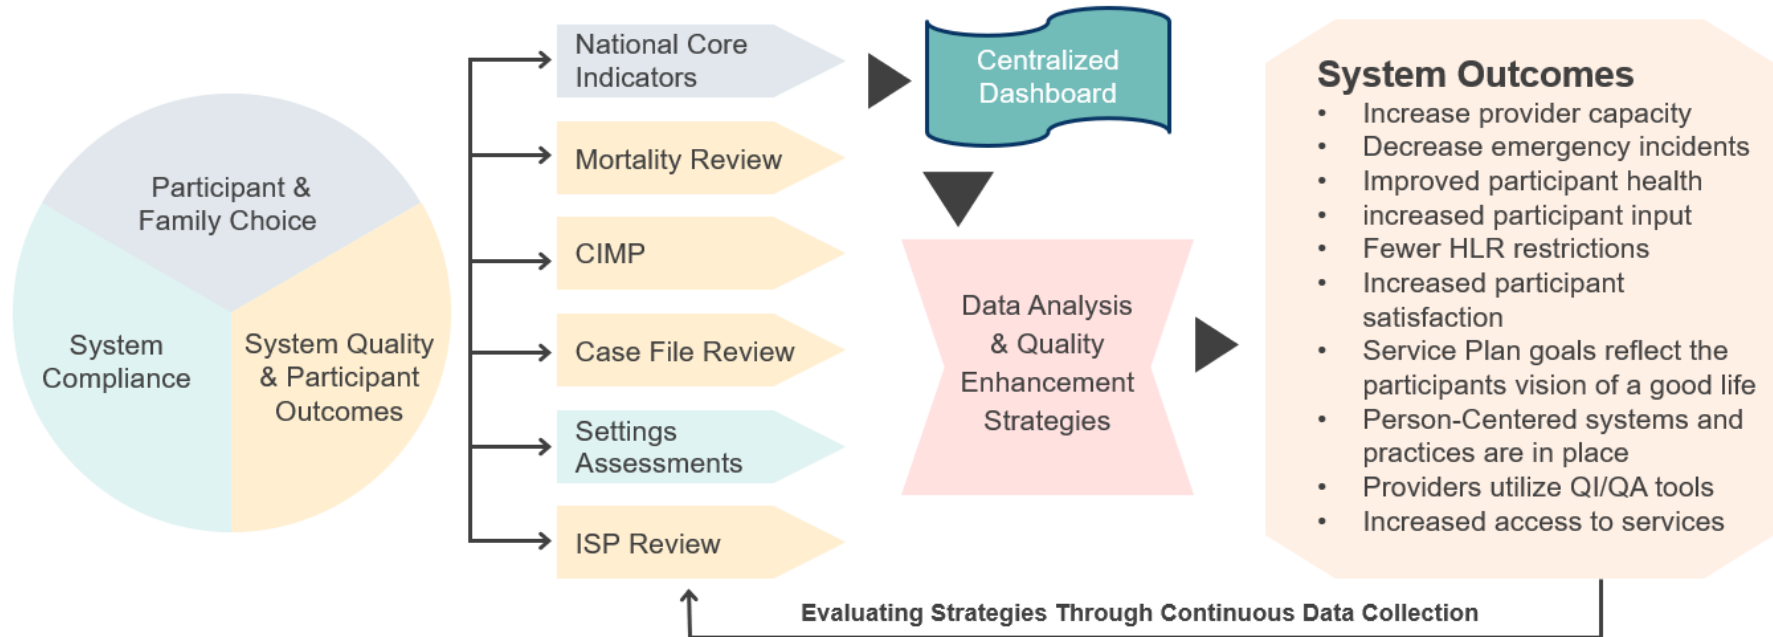 Participant &
Family Choice
System
Compliance
System Quality
& Participant
Outcomes
National Core
Indicators
Mortality Review
CIMP
Case File Review
Settings
Assessments
ISP Review
Centralized
Dashboard
Data Analysis
& Quality
Enhancement
Strategies
System Outcomes
• Increase provider capacity
• Decrease emergency incidents
• Improved participant health
• increased participant input
• Fewer HLR restrictions
• Increased participant
satisfaction
• Service Plan goals reflect the
participants vision of a good life
• Person-Centered systems and
practices are in place
• Providers utilize QI/QA tools
• Increased access to services
Evaluating Strategies Through Continuous Data Collection